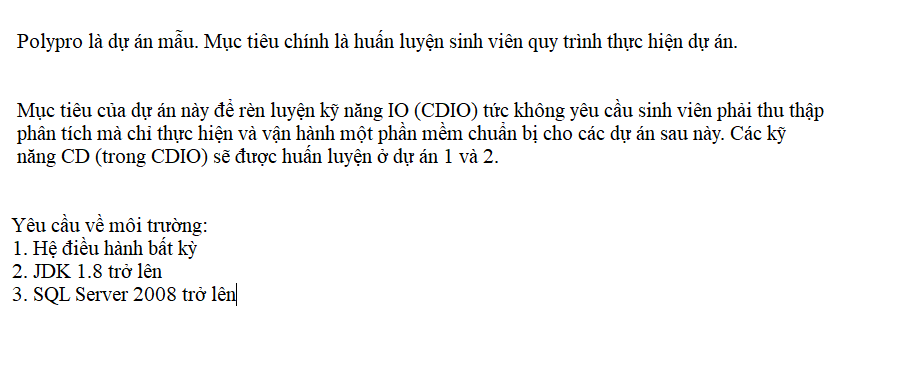 Polypro là dự án mẫu. Mục tiêu chính là huấn luyện sinh viên quy trình thực hiện dự án.
Mục tiêu của dự án này để rèn luyện kỹ năng IO (CDIO) tức không yêu cầu sinh viên phải thu thập
phân tích mà chỉ thực hiện và vận hành một phần mềm chuẩn bị cho các dự án sau này. Các kỹ
năng CD (trong CDIO) sẽ được huấn luyện ở dự án 1 và 2.
Yêu cầu về môi trường:
1. Hệ điều hành bất kỳ
2. JDK 1.8 trở lên
3. SQL Server 2008 trở lên